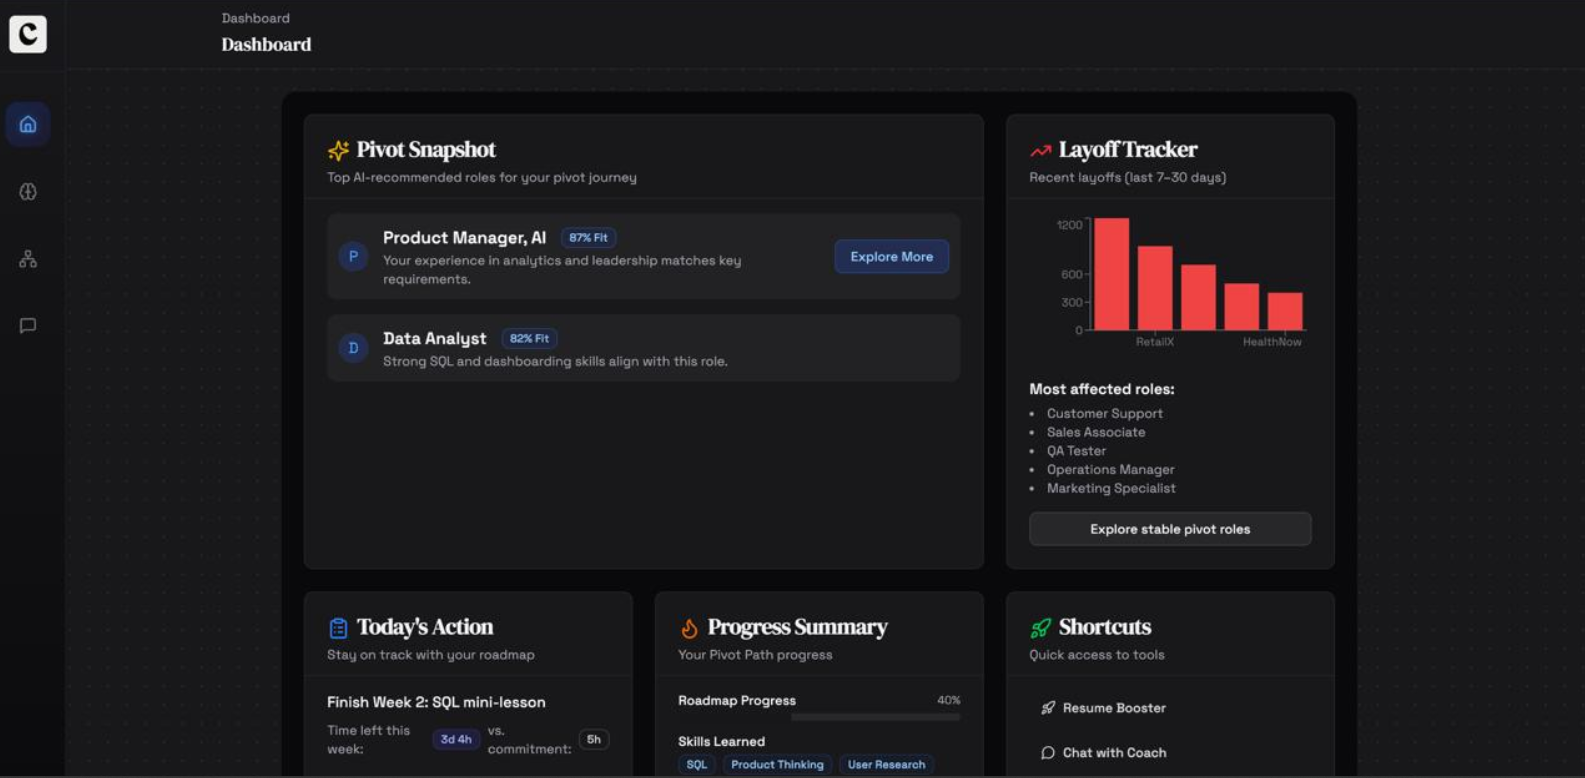 C
Dashboard
Dashboard
Pivot Snapshot
Top AI-recommended roles for your pivot journey
P
Product Manager, AI
87% Fit
Your experience in analytics and leadership matches key
requirements.
Explore More
D
Data Analyst
82% Fit
Strong SQL and dashboarding skills align with this role.
Layoff Tracker
Recent layoffs (last 7–30 days)
1200
600
300
0
RetailX
HealthNow
Most affected roles:
• Customer Support
• Sales Associate
• QA Tester
• Operations Manager
• Marketing Specialist
Explore stable pivot roles
Today's Action
Stay on track with your roadmap
Finish Week 2: SQL mini-lesson
Time left this
week:
3d 4h
vs.
commitment:
5h
Progress Summary
Your Pivot Path progress
Roadmap Progress
40%
Skills Learned
SQL
Product Thinking
User Research
Shortcuts
Quick access to tools
Resume Booster
Chat with Coach